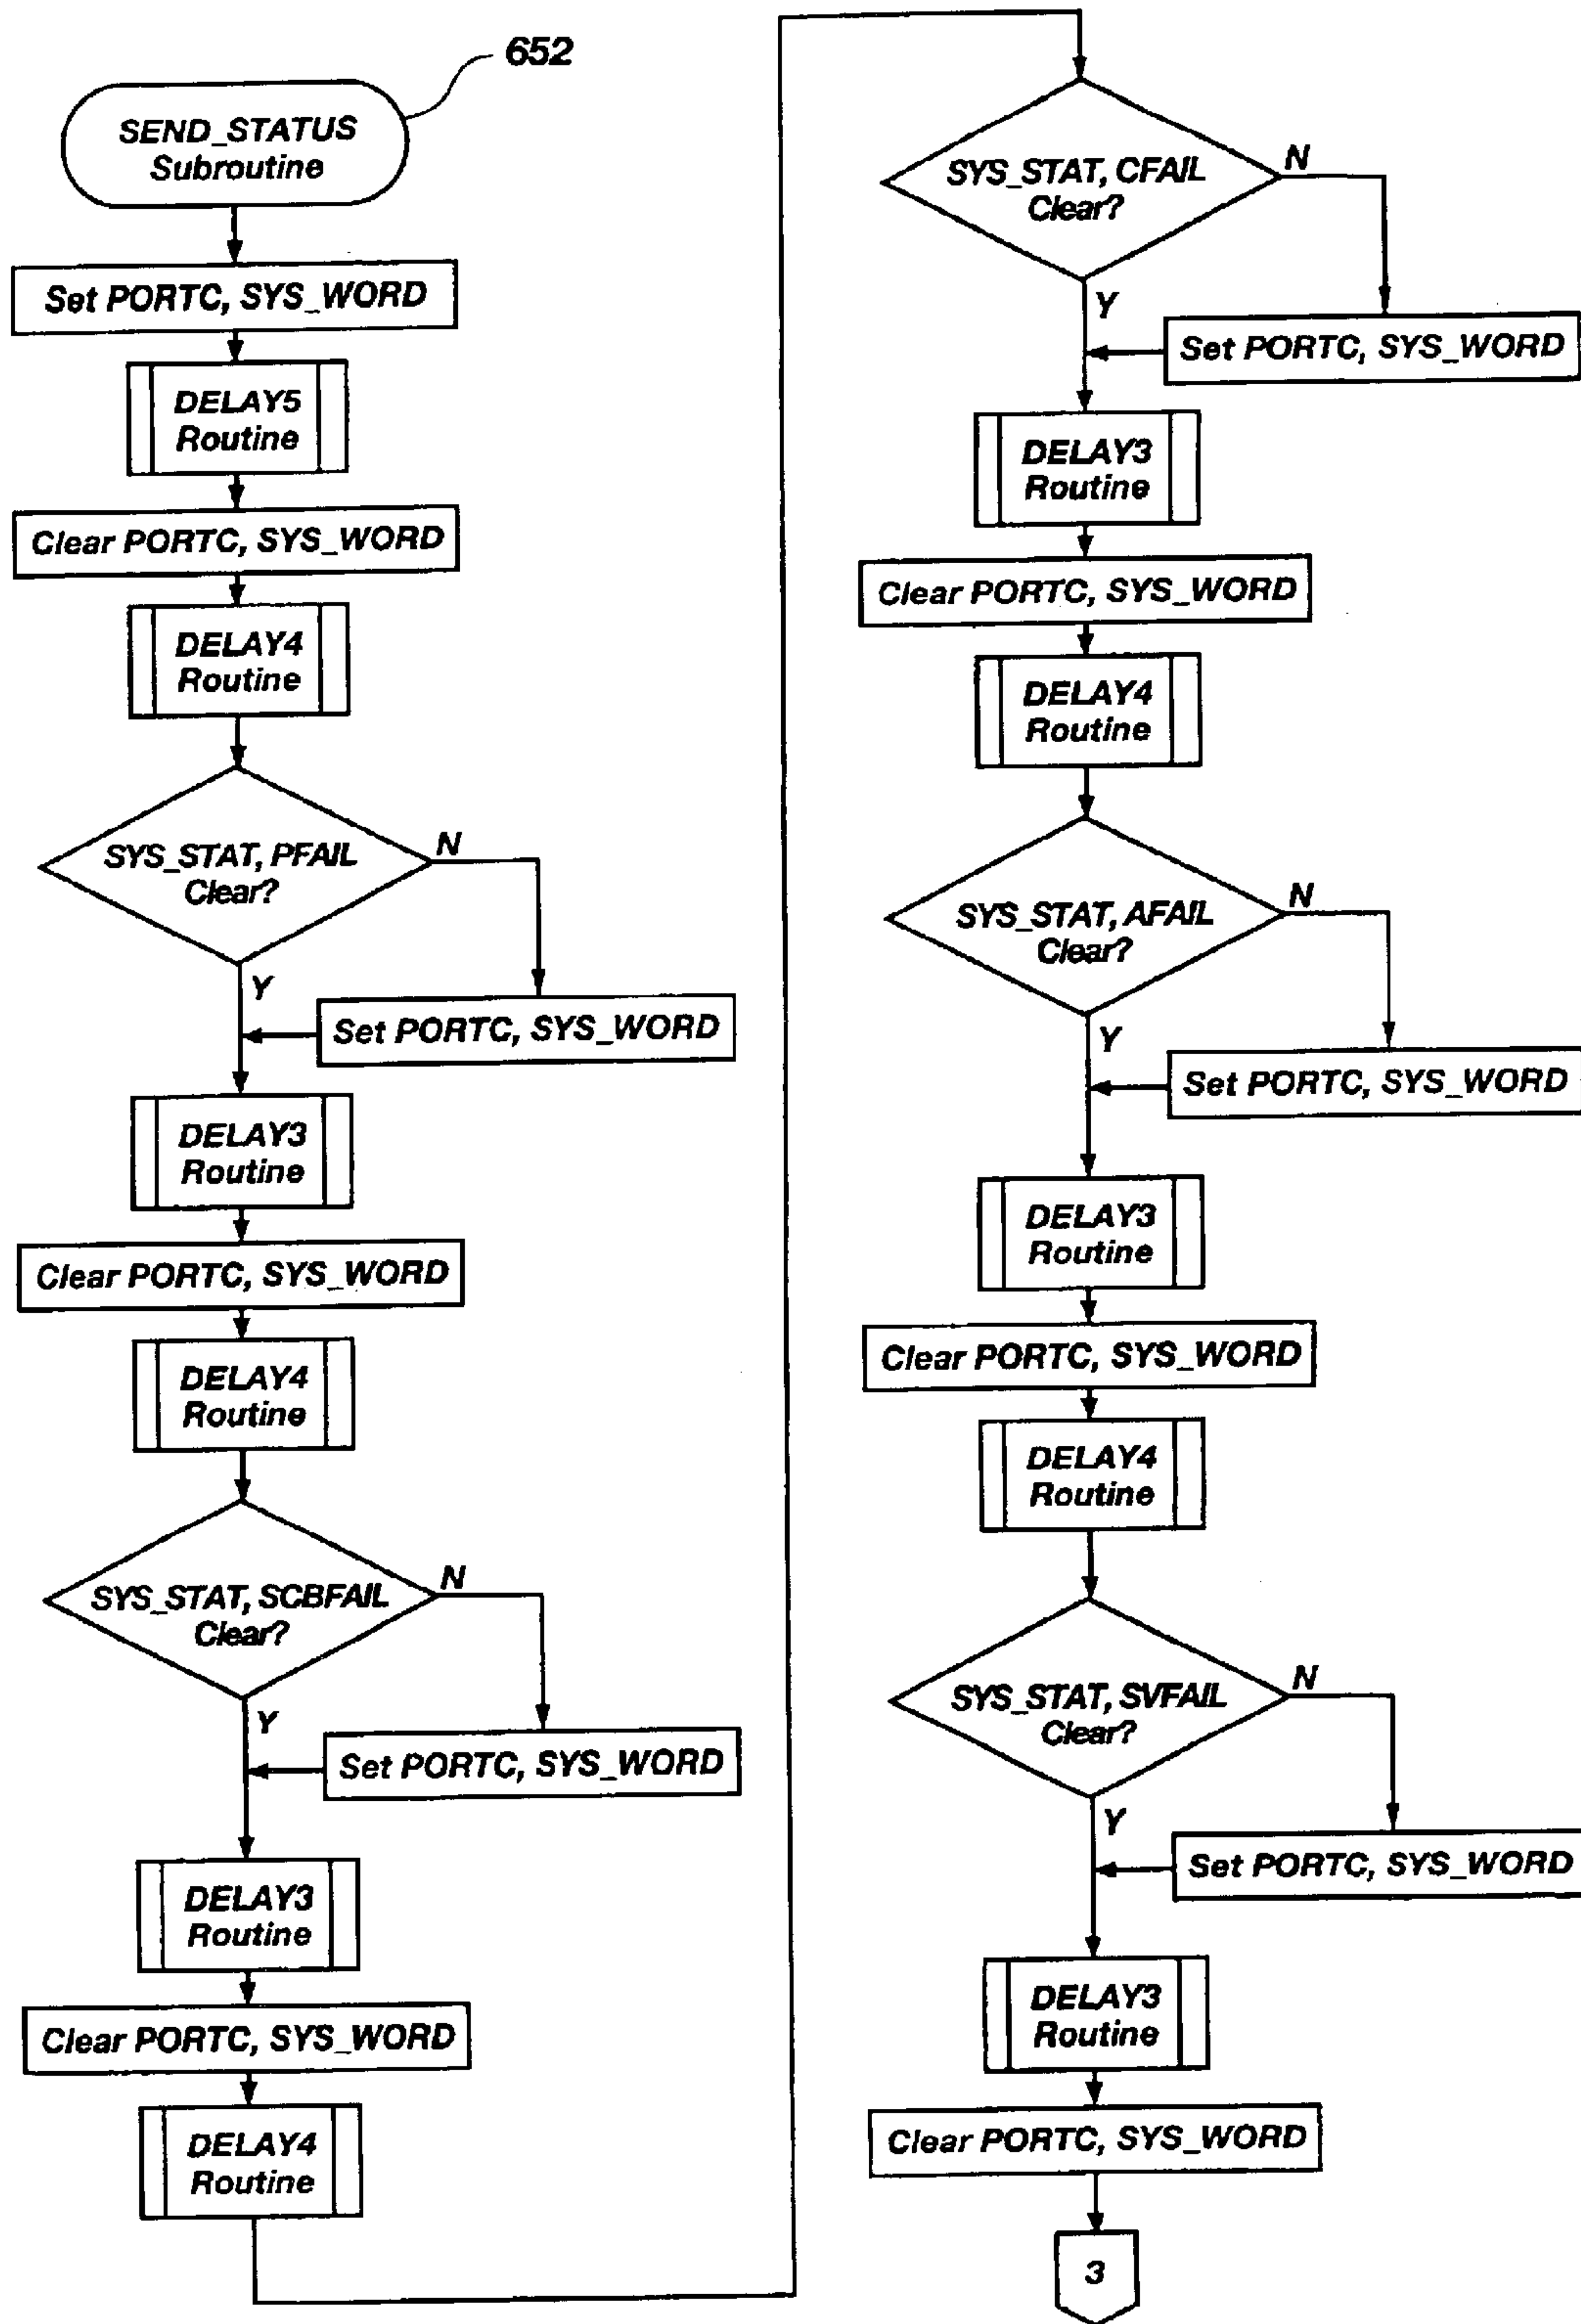 652
SEND_STATUS
Subroutine
Set PORTC, SYS_WORD
DELAY5
Routine
Clear PORTC, SYS_WORD
DELAY4
Routine
SYS_STAT, PFAIL
Clear?
N
Y
Set PORTC, SYS_WORD
DELAY3
Routine
Clear PORTC, SYS_WORD
DELAY4
Routine
SYS_STAT, SCBFAIL
Clear?
N
Y
Set PORTC, SYS_WORD
DELAY3
Routine
Clear PORTC, SYS_WORD
DELAY4
Routine
SYS_STAT, CFAIL
Clear?
N
Y
Set PORTC, SYS_WORD
DELAY3
Routine
Clear PORTC, SYS_WORD
DELAY4
Routine
SYS_STAT, AFAIL
Clear?
N
Y
Set PORTC, SYS_WORD
DELAY3
Routine
Clear PORTC, SYS_WORD
DELAY4
Routine
SYS_STAT, SVFAIL
Clear?
N
Y
Set PORTC, SYS_WORD
DELAY3
Routine
Clear PORTC, SYS_WORD
3